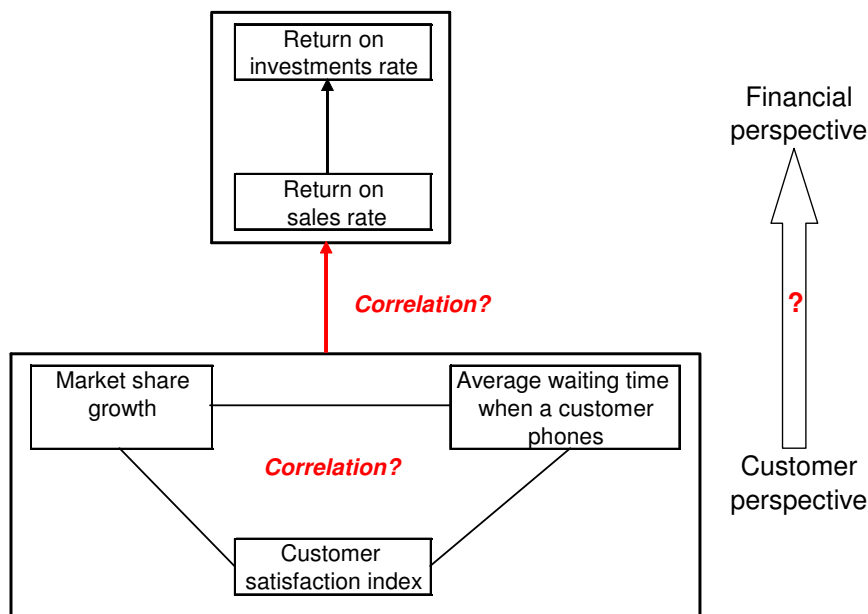 Return on
investments rate
Financial
perspective
Return on
sales rate
Correlation?
?
Market share
growth
Average waiting time
when a customer
phones
Correlation?
Customer
perspective
Customer
satisfaction index